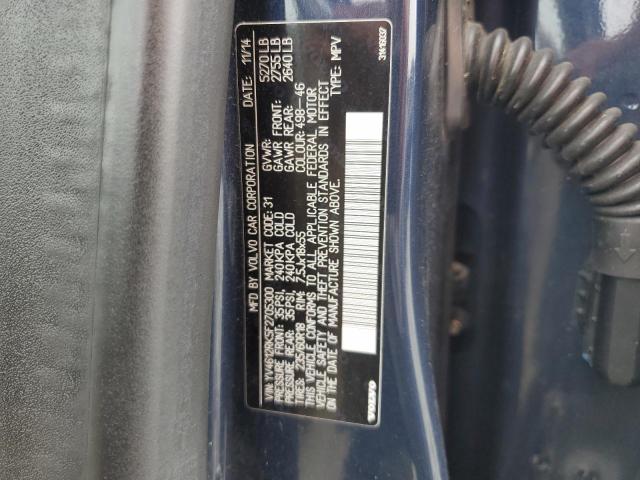 MFD BY VOLVO CAR CORPORATION DATE: 11/14
VIN: YV4612RK5F2705300 MARKET CODE: 31 GVWR: 5270 LB
PRESSURE FRONT: 35 PSI, 240 KPA COLD GAWR FRONT: 2755 LB
PRESSURE REAR: 35 PSI, 240 KPA COLD GAWR REAR: 2640 LB
TIRES: 235/60R18 RIM: 7.5Jx18x55 COLOUR: 498-46
THIS VEHICLE CONFORMS TO ALL APPLICABLE FEDERAL MOTOR
VEHICLE SAFETY AND THEFT PREVENTION STANDARDS IN EFFECT
ON THE DATE OF MANUFACTURE SHOWN ABOVE. TYPE: MPV
VOLVO 31419037